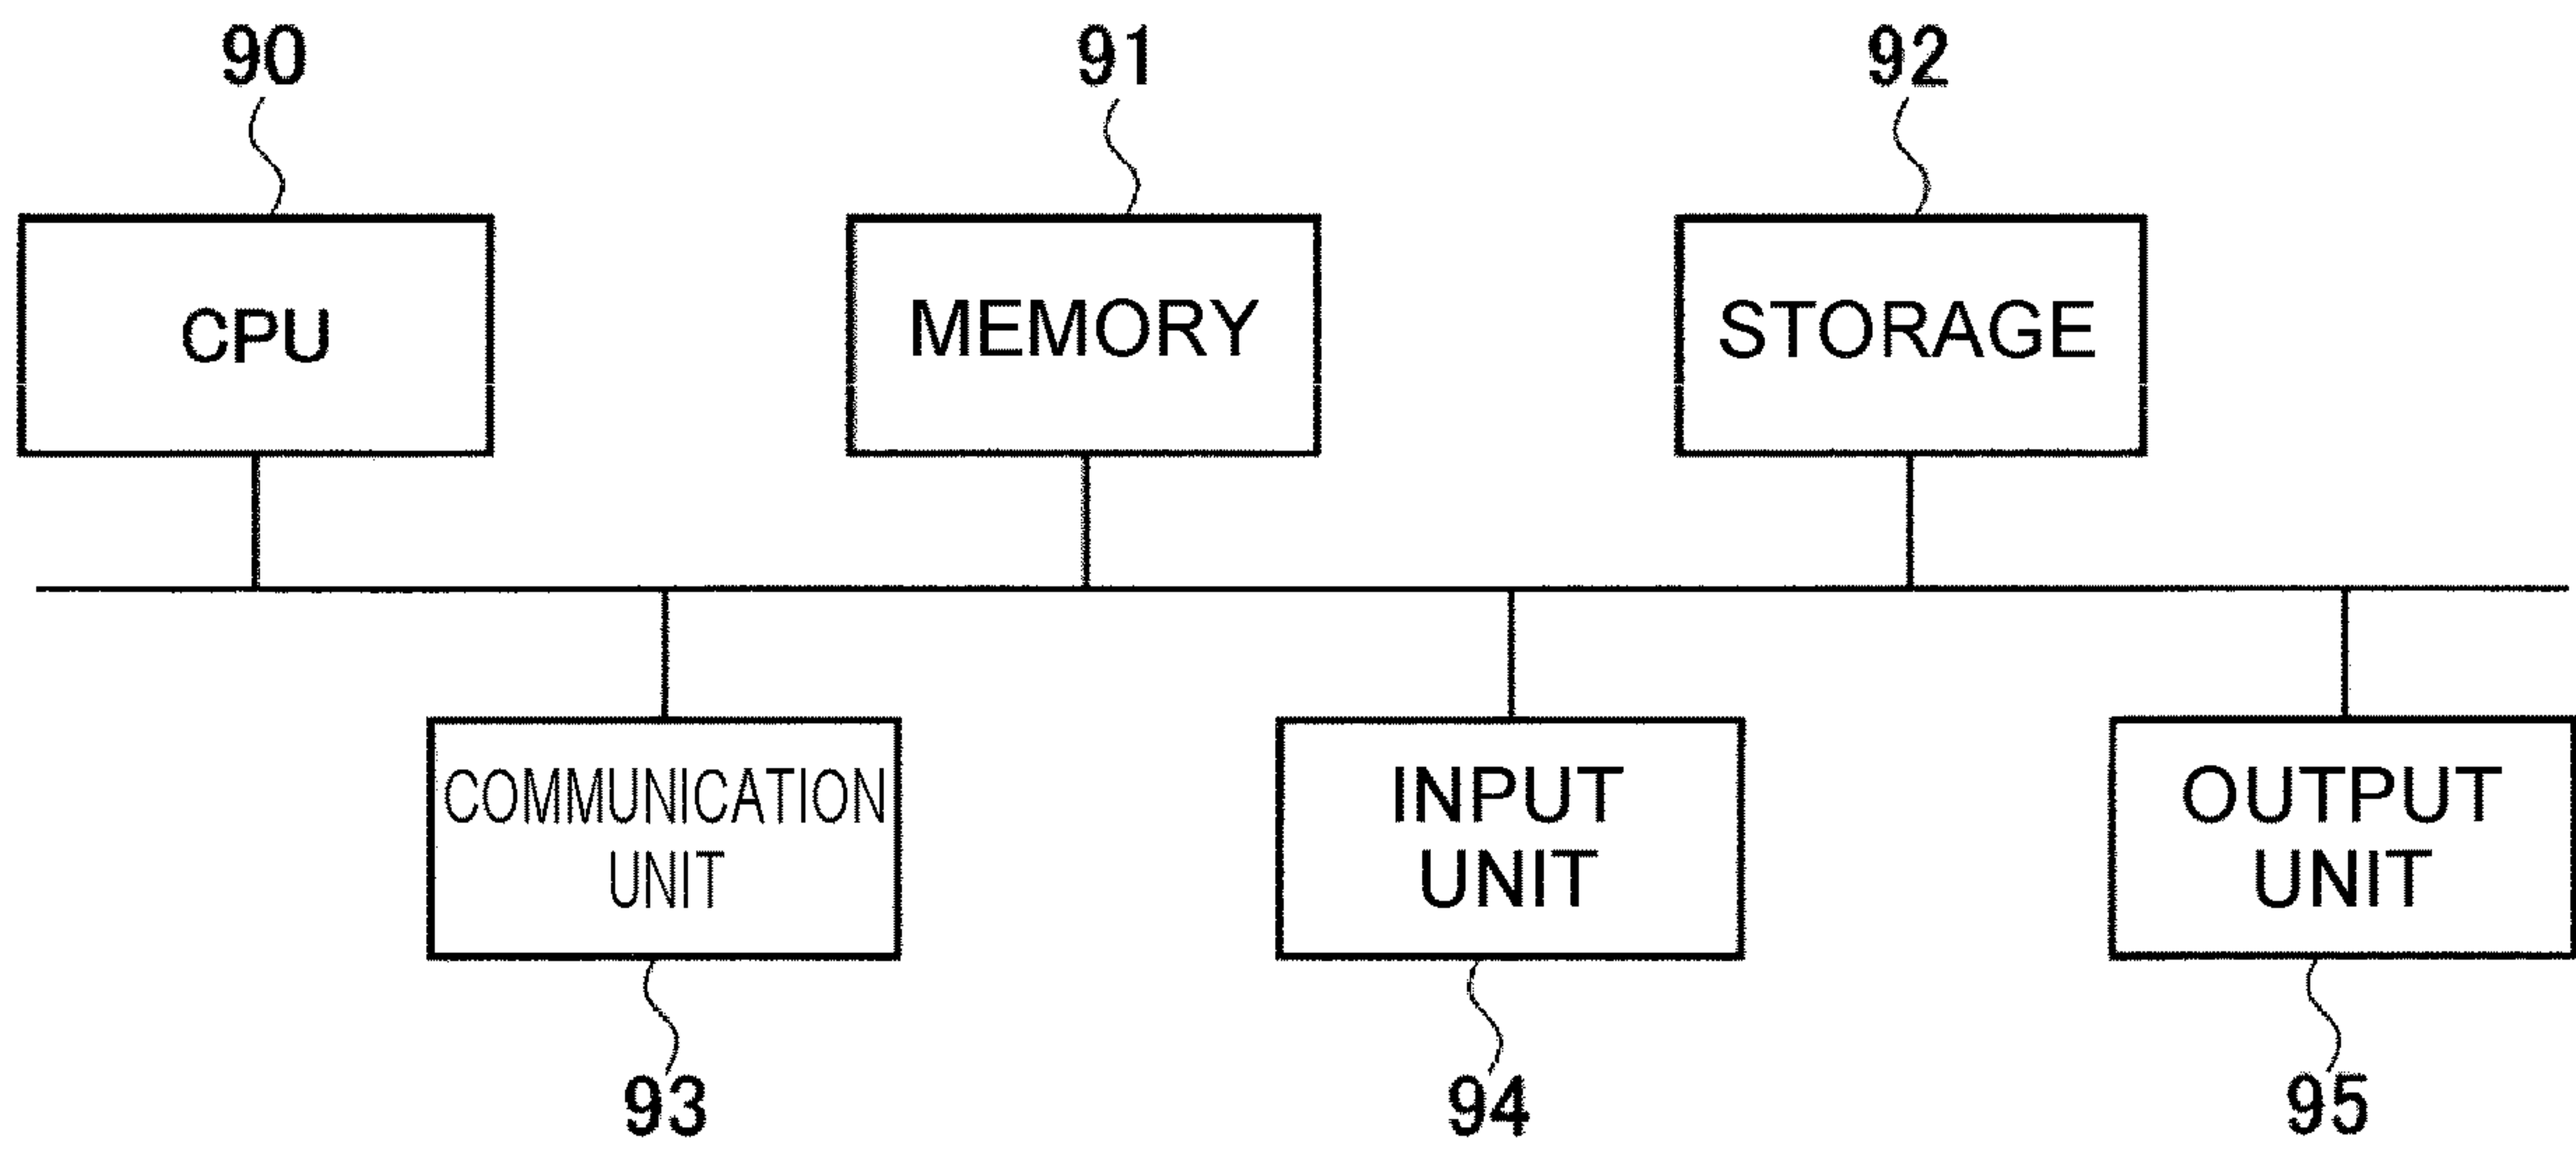 90
91
92
CPU
MEMORY
STORAGE
COMMUNICATION
UNIT
INPUT
UNIT
OUTPUT
UNIT
93
94
95